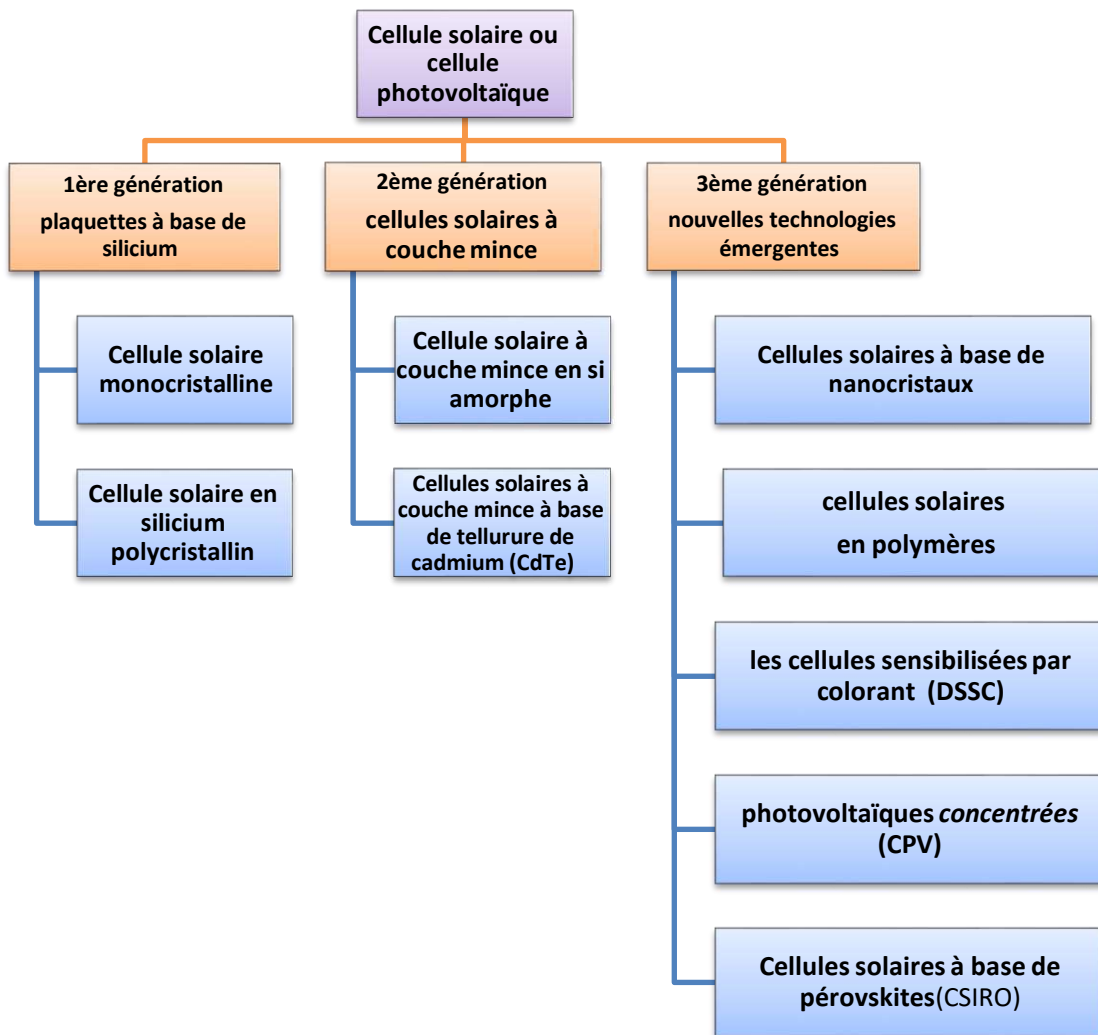 Cellule solaire ou
cellule
photovoltaïque
1ère génération
plaquettes à base de
silicium
2ème génération
cellules solaires à
couche mince
3ème génération
nouvelles technologies
émergentes
Cellule solaire
monocristalline
Cellule solaire en
silicium
polycristallin
Cellule solaire à
couche mince en si
amorphe
Cellules solaires à
couche mince à base
de tellurure de
cadmium (CdTe)
Cellules solaires à base de
nanocristaux
cellules solaires
en polymères
les cellules sensibilisées par
colorant (DSSC)
photovoltaïques concentrées
(CPV)
Cellules solaires à base de
pérovskites(CSIRO)